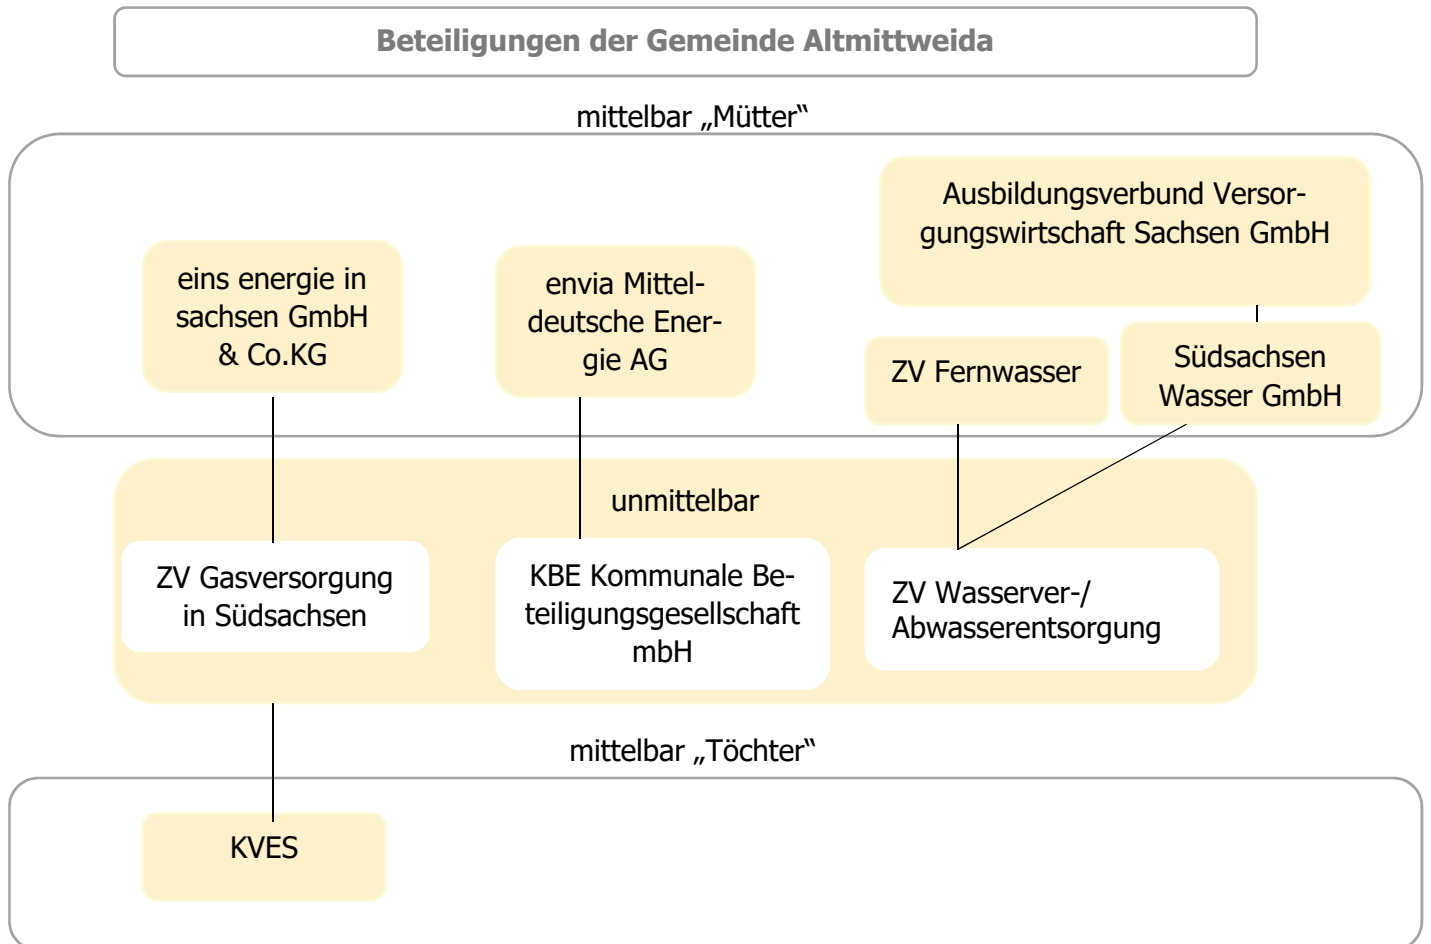 Beteiligungen der Gemeinde Altmittweida
mittelbar „Mütter“
eins energie in
sachsen GmbH
& Co.KG
envia Mittel-
deutsche Ener-
gie AG
Ausbildungsverbund Versor-
gungswirtschaft Sachsen GmbH
ZV Fernwasser
Südsachsen
Wasser GmbH
unmittelbar
ZV Gasversorgung
in Südsachsen
KBE Kommunale Be-
teiligungsgesellschaft
mbH
ZV Wasserver-/
Abwasserentsorgung
mittelbar „Töchter“
KVES